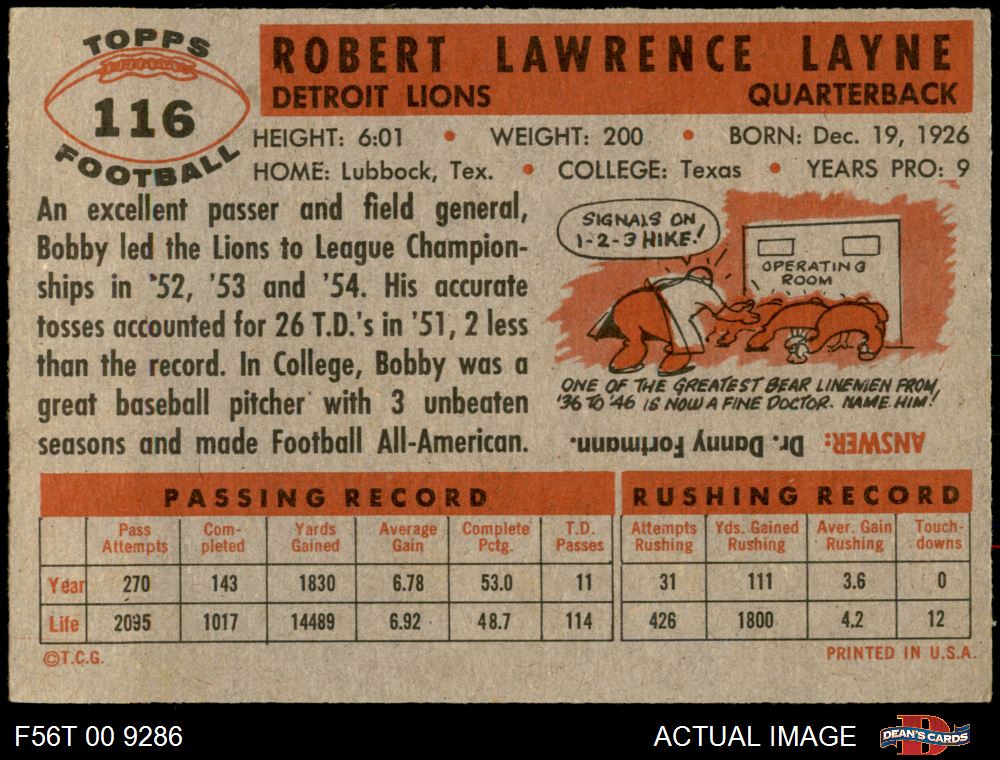 TOPPS
116
FOOTBALL
ROBERT LAWRENCE LAYNE
DETROIT LIONS QUARTERBACK
HEIGHT: 6:01 • WEIGHT: 200 • BORN: Dec. 19, 1926
HOME: Lubbock, Tex. • COLLEGE: Texas • YEARS PRO: 9
An excellent passer and field general,
Bobby led the Lions to League Champion-
ships in '52, '53 and '54. His accurate
tosses accounted for 26 T.D.'s in '51, 2 less
than the record. In College, Bobby was a
great baseball pitcher with 3 unbeaten
seasons and made Football All-American.
SIGNALS ON
1-2-3 HIKE!
OPERATING
ROOM
ONE OF THE GREATEST BEAR LINEMEN FROM,
'36 TO '46 IS NOW A FINE DOCTOR. NAME HIM!
ANSWER: Dr. Danny Fortmann.
PASSING RECORD
Pass Attempts Com-pleted Yards Gained Average Gain Complete Pctg. T.D. Passes
Year 270 143 1830 6.78 53.0 11
Life 2095 1017 14489 6.92 48.7 114
RUSHING RECORD
Attempts Rushing Yds. Gained Rushing Aver. Gain Rushing Touch-downs
31 111 3.6 0
426 1800 4.2 12
©T.C.G. PRINTED IN U.S.A.
F56T 00 9286 ACTUAL IMAGE DEAN'S CARDS